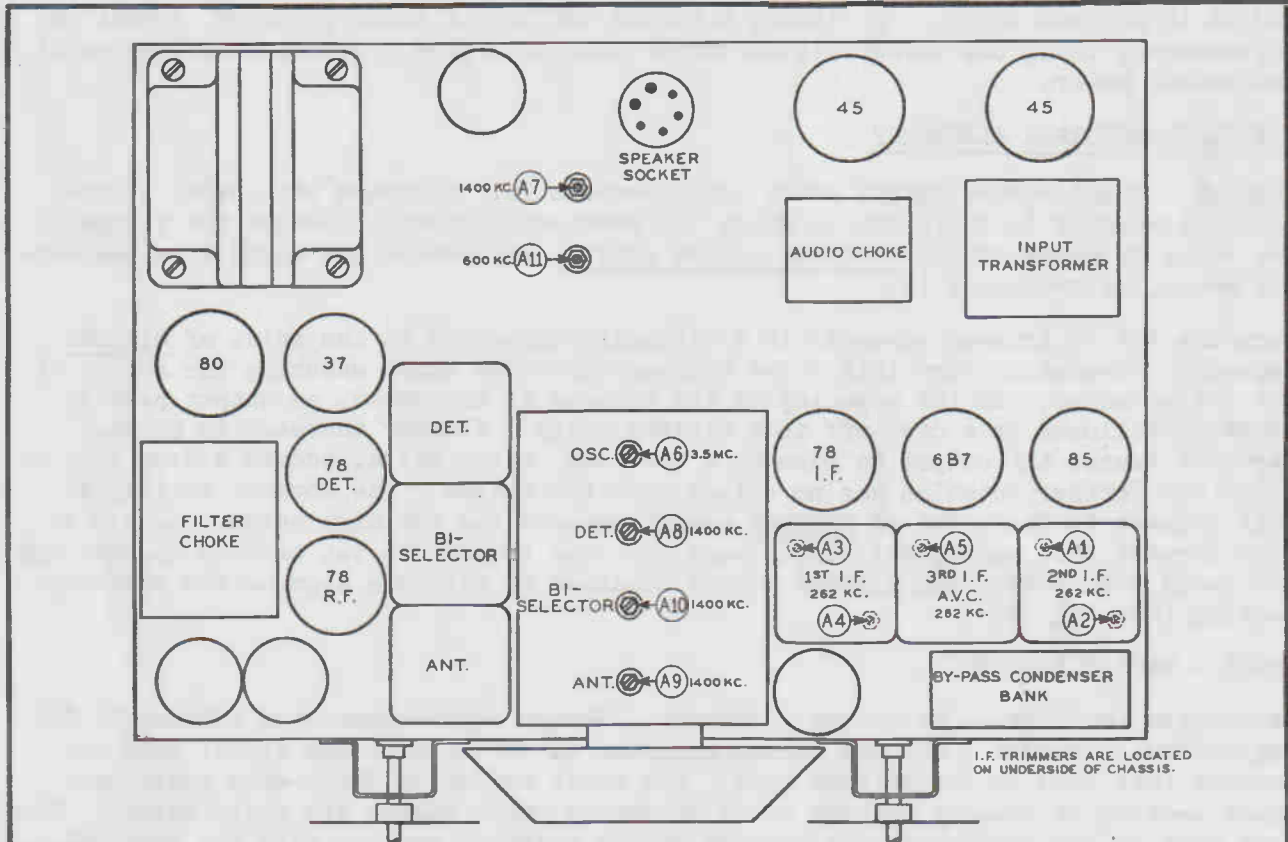 45
45
SPEAKER
SOCKET
1400 KC. A7
600 KC. A11
AUDIO CHOKE
INPUT
TRANSFORMER
80
37
DET.
78
DET.
BI-
SELECTOR
FILTER
CHOKE
78
R.F.
ANT.
OSC. A6 3.5 MC.
DET. A8 1400 KC.
BI-
SELECTOR A10 1400 KC.
ANT. A9 1400 KC.
78
I.F.
6B7
85
A3
1ST I.F.
262 KC.
A4
A5
3RD I.F.
A.V.C.
262 KC.
A1
2ND I.F.
262 KC.
A2
BY-PASS CONDENSER
BANK
I.F. TRIMMERS ARE LOCATED
ON UNDERSIDE OF CHASSIS.